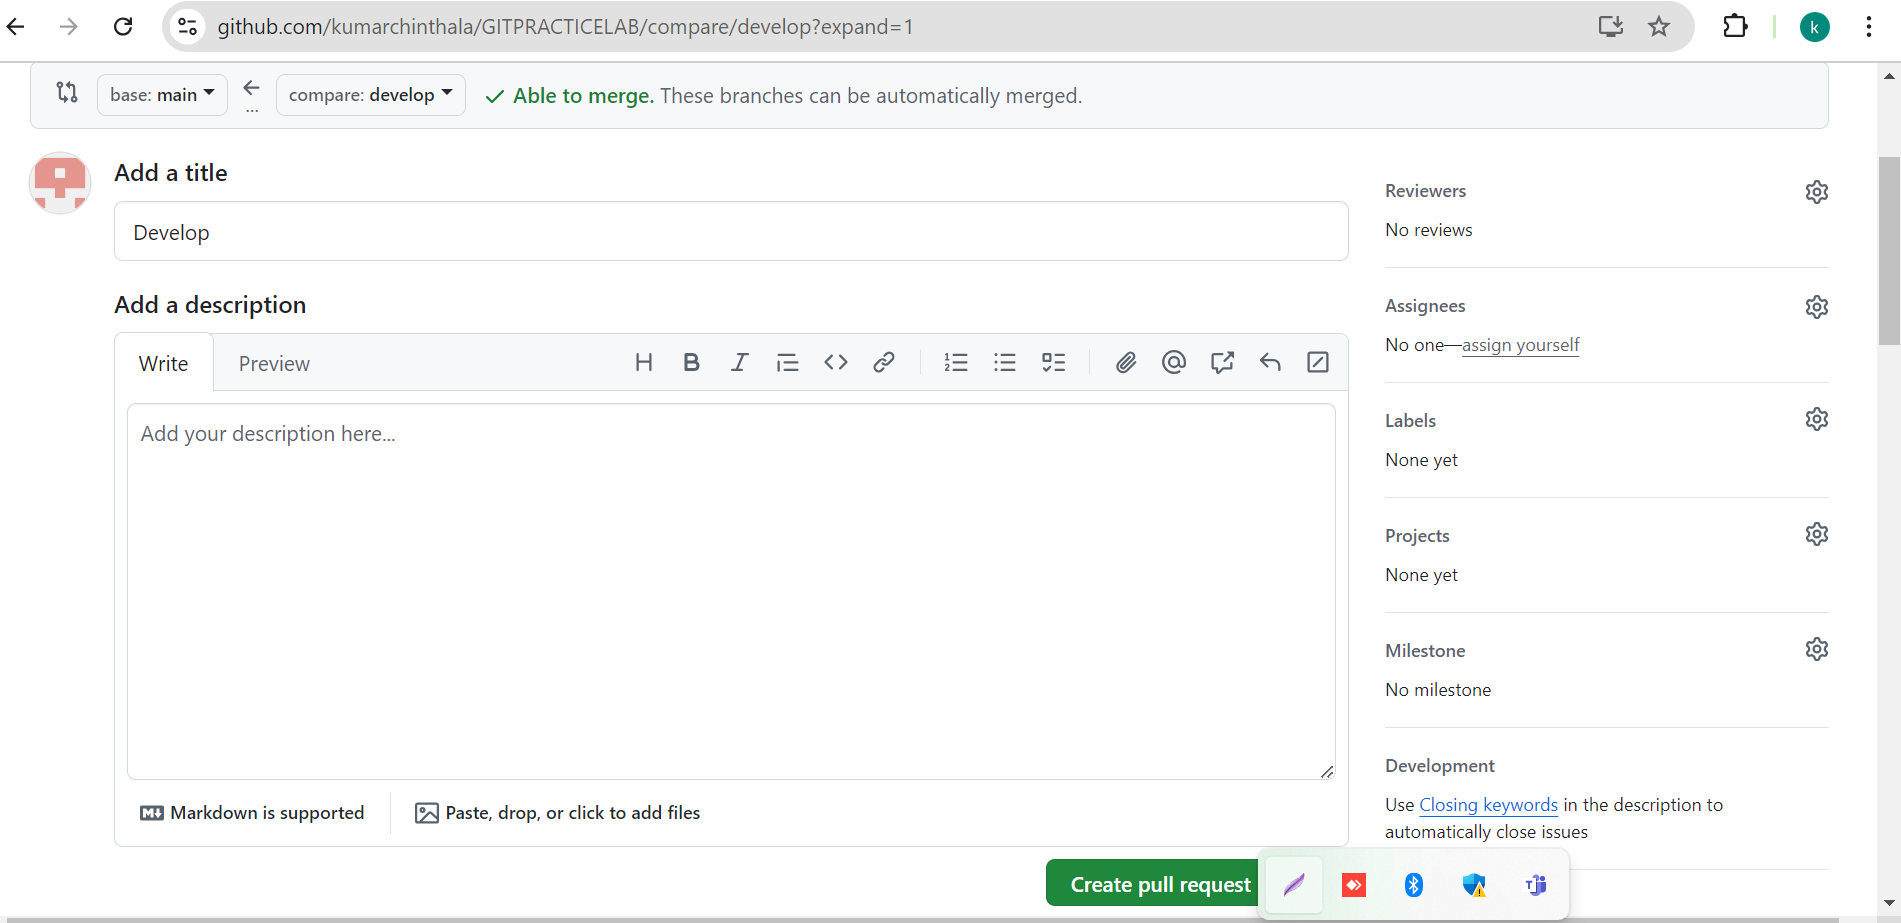 github.com/kumarchinthala/GITPRACTICELAB/compare/develop?expand=1
k
base: main
...
compare: develop
Able to merge. These branches can be automatically merged.
Add a title
Develop
Add a description
Write
Preview
H
B
I
Add your description here...
Markdown is supported
Paste, drop, or click to add files
Create pull request
Reviewers
No reviews
Assignees
No one—assign yourself
Labels
None yet
Projects
None yet
Milestone
No milestone
Development
Use Closing keywords in the description to
automatically close issues